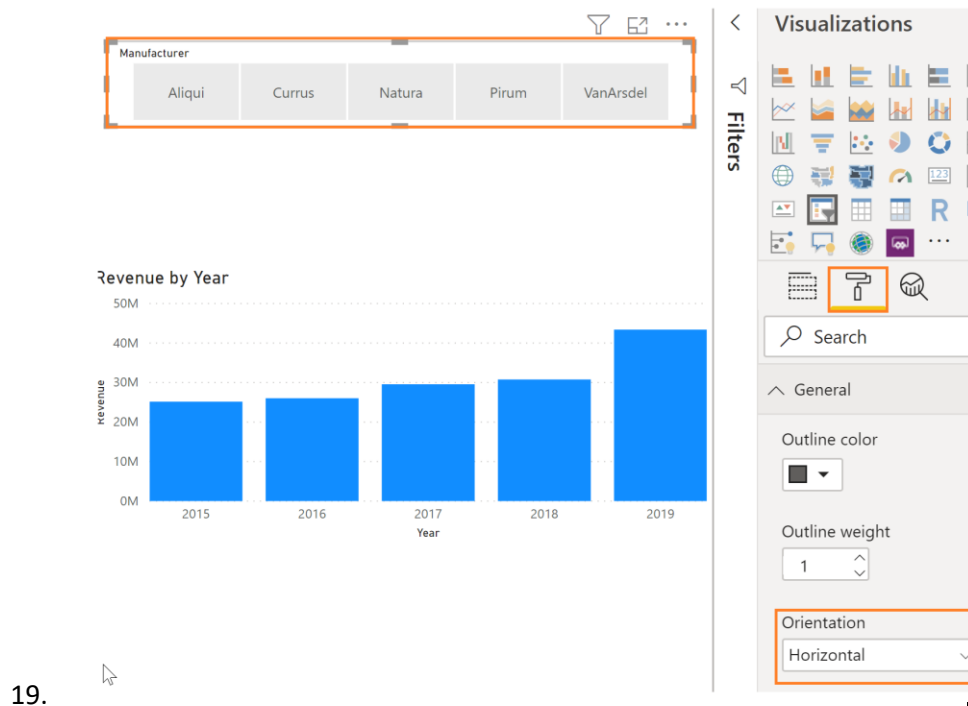 Manufacturer
Aliqui Currus Natura Pirum VanArsdel
Revenue by Year
50M
40M
30M
20M
10M
0M
Revenue
2015 2016 2017 2018 2019
Year
Filters
Visualizations
123
R
Search
General
Outline color
Outline weight
1
Orientation
Horizontal
19.